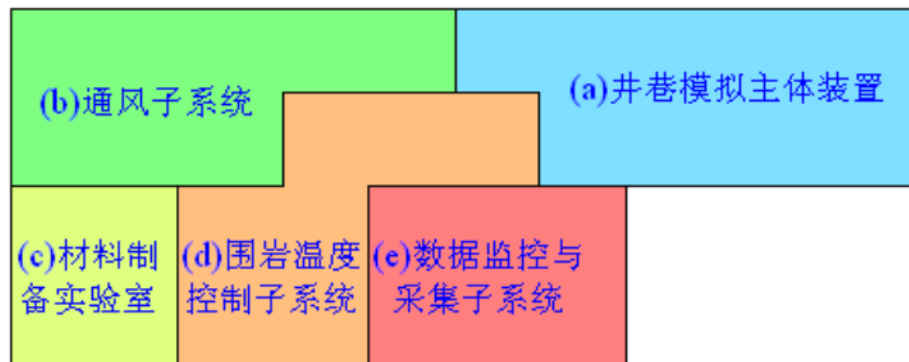 (b)通风子系统
(a)井巷模拟主体装置
(c)材料制
备实验室
(d)围岩温度
控制子系统
(e)数据监控与
采集子系统